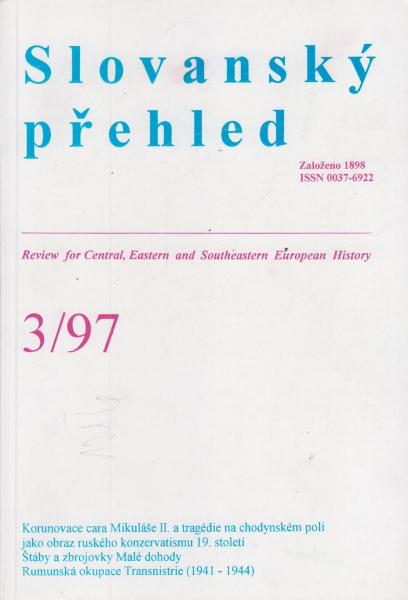 Slovanský
přehled
Založeno 1898
ISSN 0037-6922
Review for Central, Eastern and Southeastern European History
3/97
Korunovace cara Mikuláše II. a tragédie na chodynském poli
jako obraz ruského konzervatismu 19. století
Štáby a zbrojovky Malé dohody
Rumunská okupace Transnistrie (1941 - 1944)